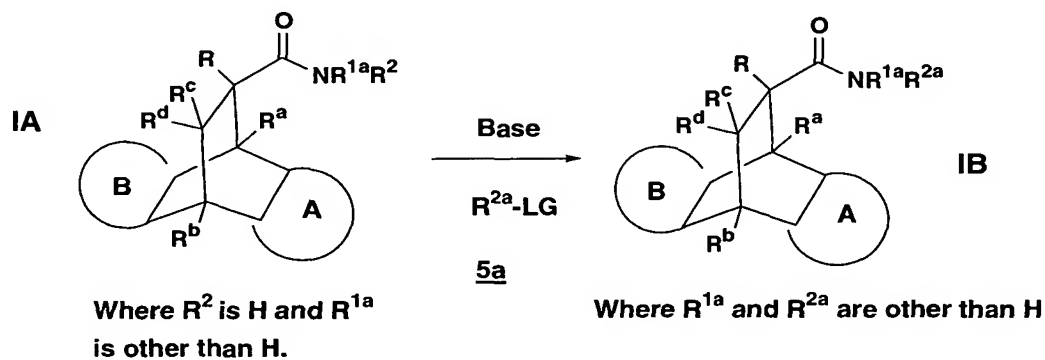 O
R
NR¹ᵃR²
Rᶜ
Rᵈ
Rᵃ
IA
B
A
Rᵇ
Where R² is H and R¹ᵃ
is other than H.
Base
R²ᵃ-LG
5a
O
R
NR¹ᵃR²ᵃ
Rᶜ
Rᵈ
Rᵃ
IB
B
A
Rᵇ
Where R¹ᵃ and R²ᵃ are other than H